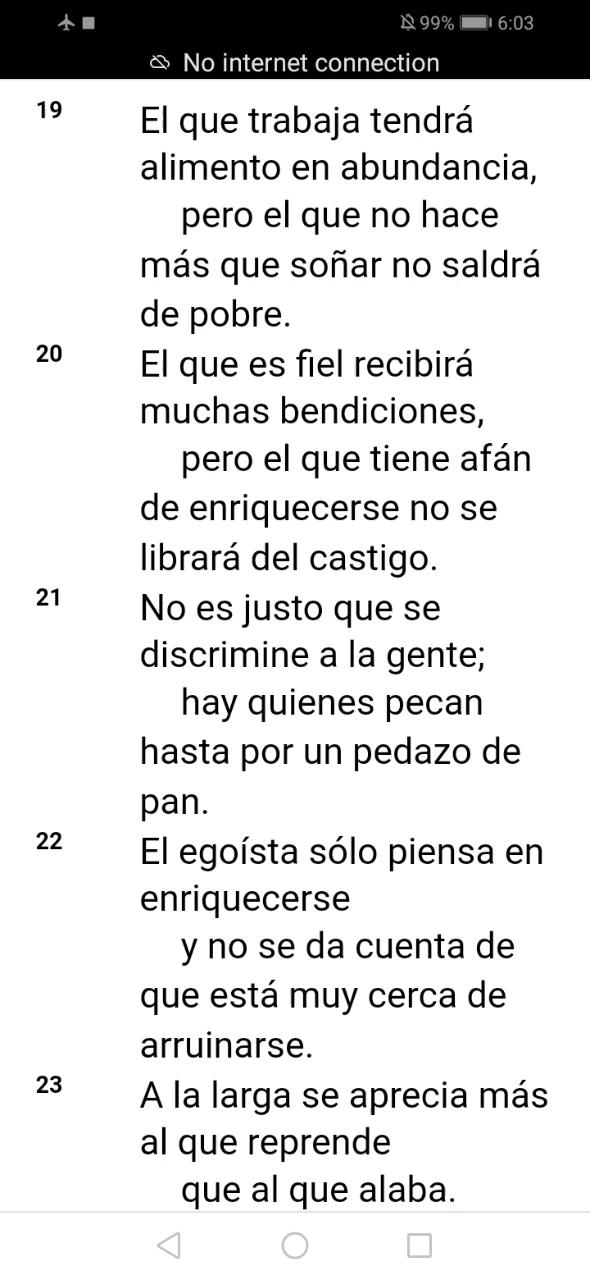 99% 6:03
No internet connection
19 El que trabaja tendrá
alimento en abundancia,
pero el que no hace
más que soñar no saldrá
de pobre.
20 El que es fiel recibirá
muchas bendiciones,
pero el que tiene afán
de enriquecerse no se
librará del castigo.
21 No es justo que se
discrimine a la gente;
hay quienes pecan
hasta por un pedazo de
pan.
22 El egoísta sólo piensa en
enriquecerse
y no se da cuenta de
que está muy cerca de
arruinarse.
23 A la larga se aprecia más
al que reprende
que al que alaba.